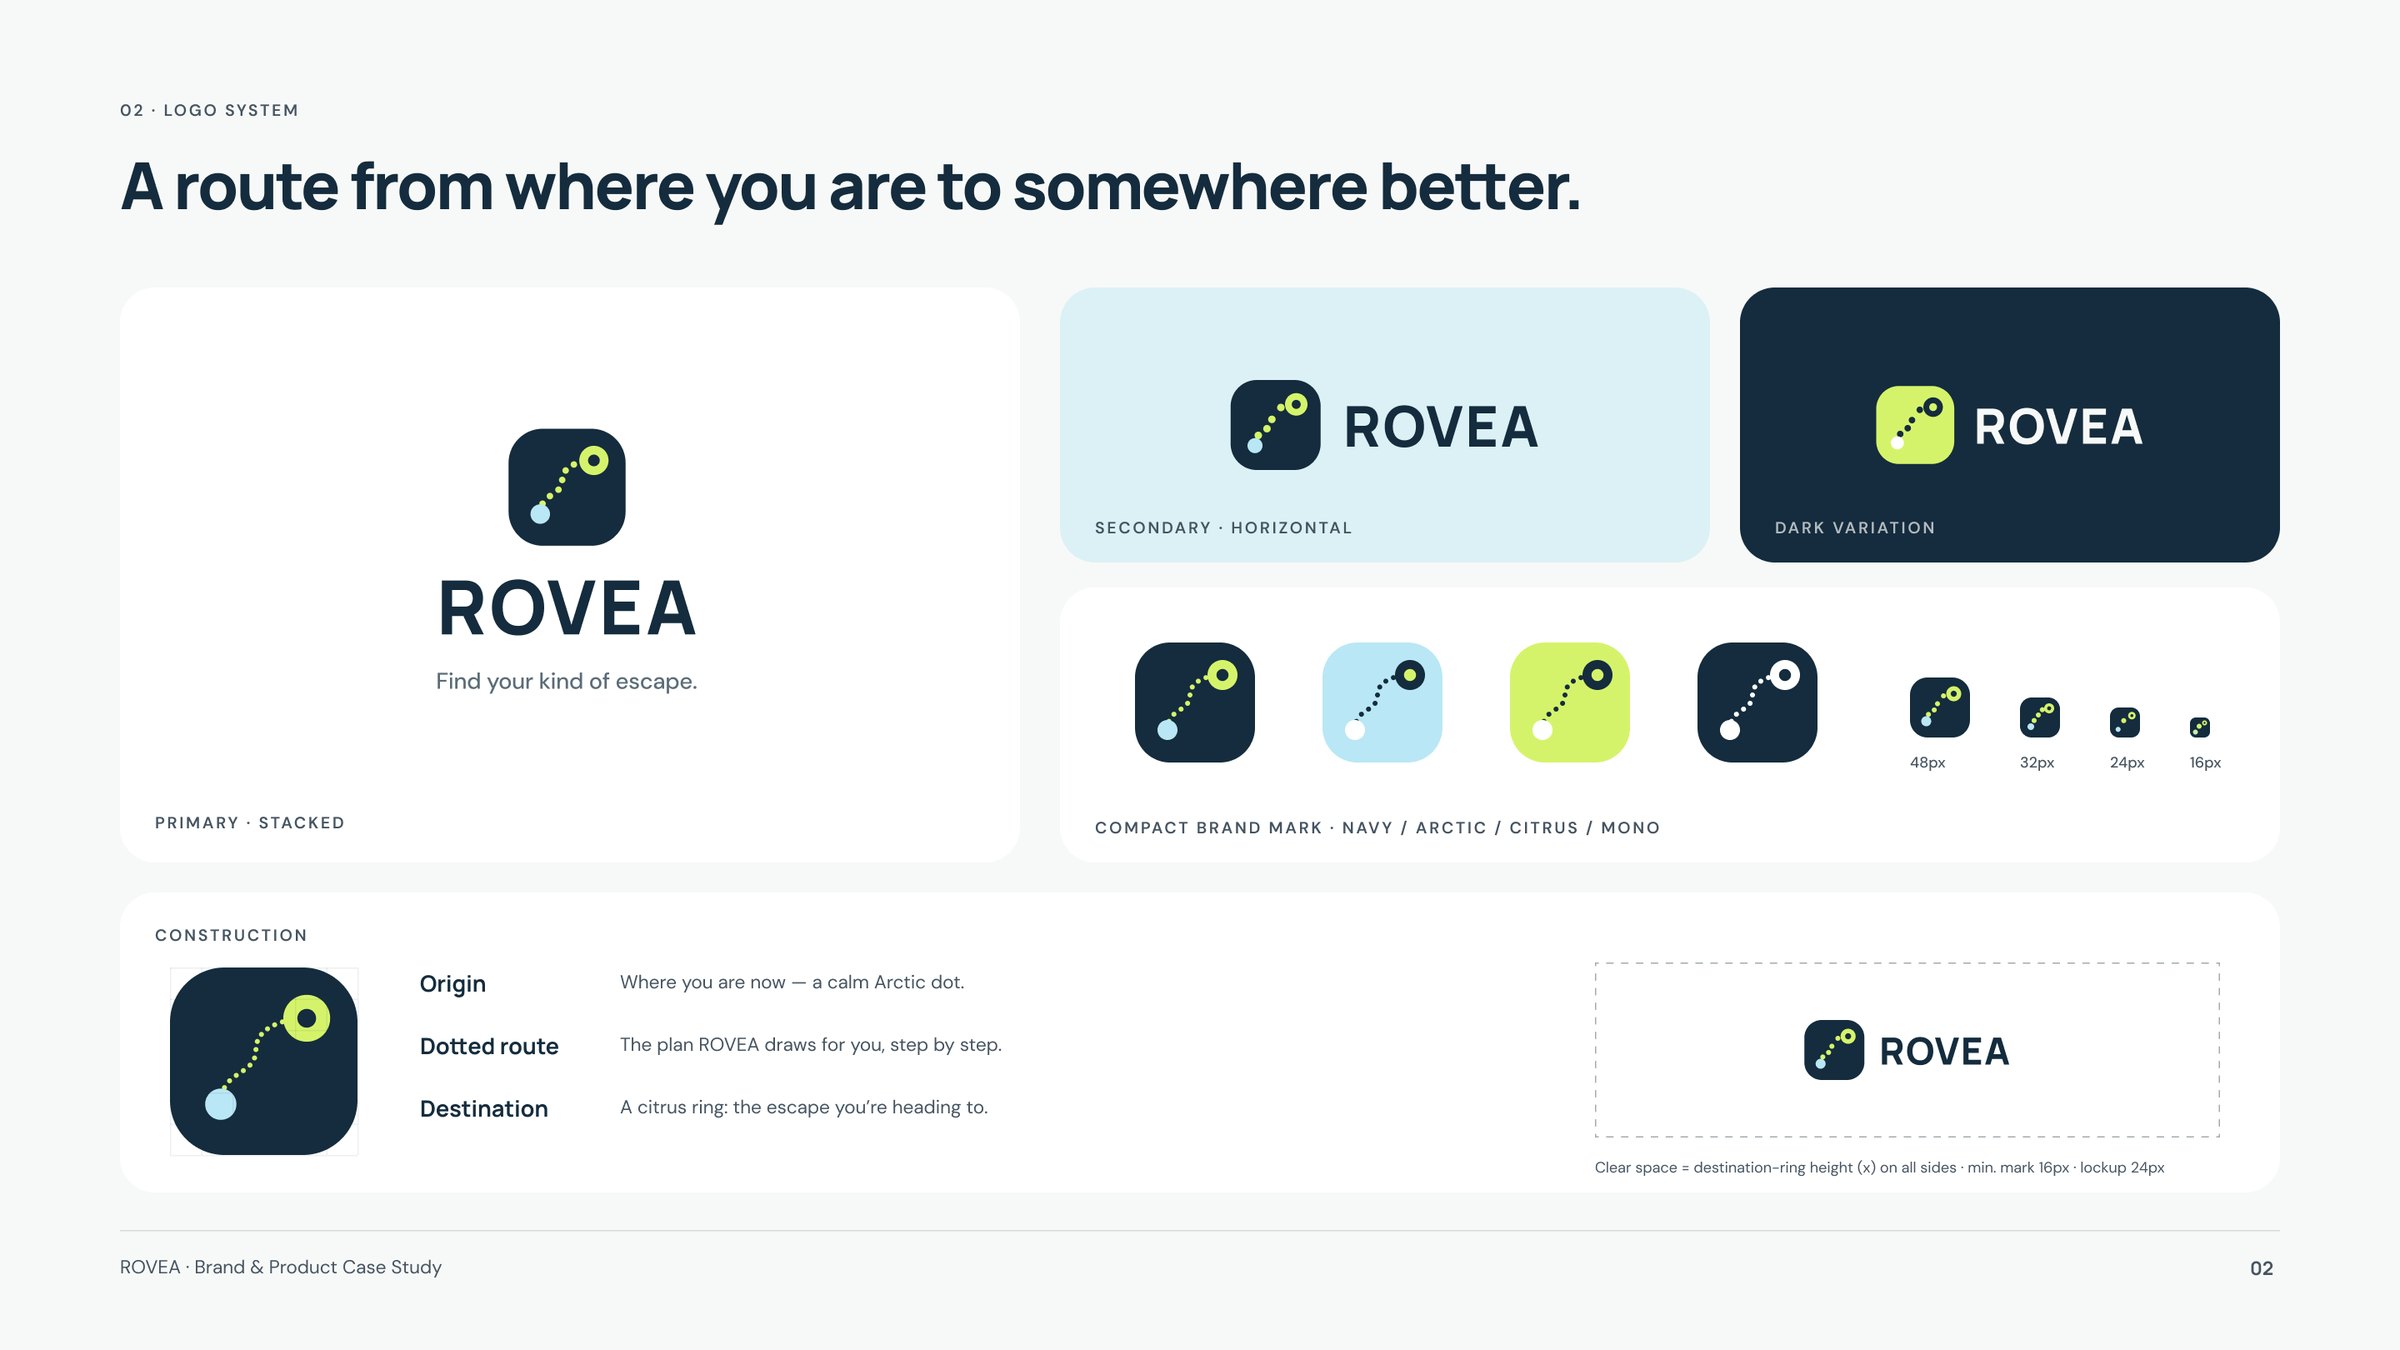 02 · LOGO SYSTEM
A route from where you are to somewhere better.
ROVEA
Find your kind of escape.
PRIMARY · STACKED
ROVEA
SECONDARY · HORIZONTAL
ROVEA
DARK VARIATION
48px
32px
24px
16px
COMPACT BRAND MARK · NAVY / ARCTIC / CITRUS / MONO
CONSTRUCTION
Origin
Where you are now — a calm Arctic dot.
Dotted route
The plan ROVEA draws for you, step by step.
Destination
A citrus ring: the escape you’re heading to.
ROVEA
Clear space = destination-ring height (x) on all sides · min. mark 16px · lockup 24px
ROVEA · Brand & Product Case Study
02